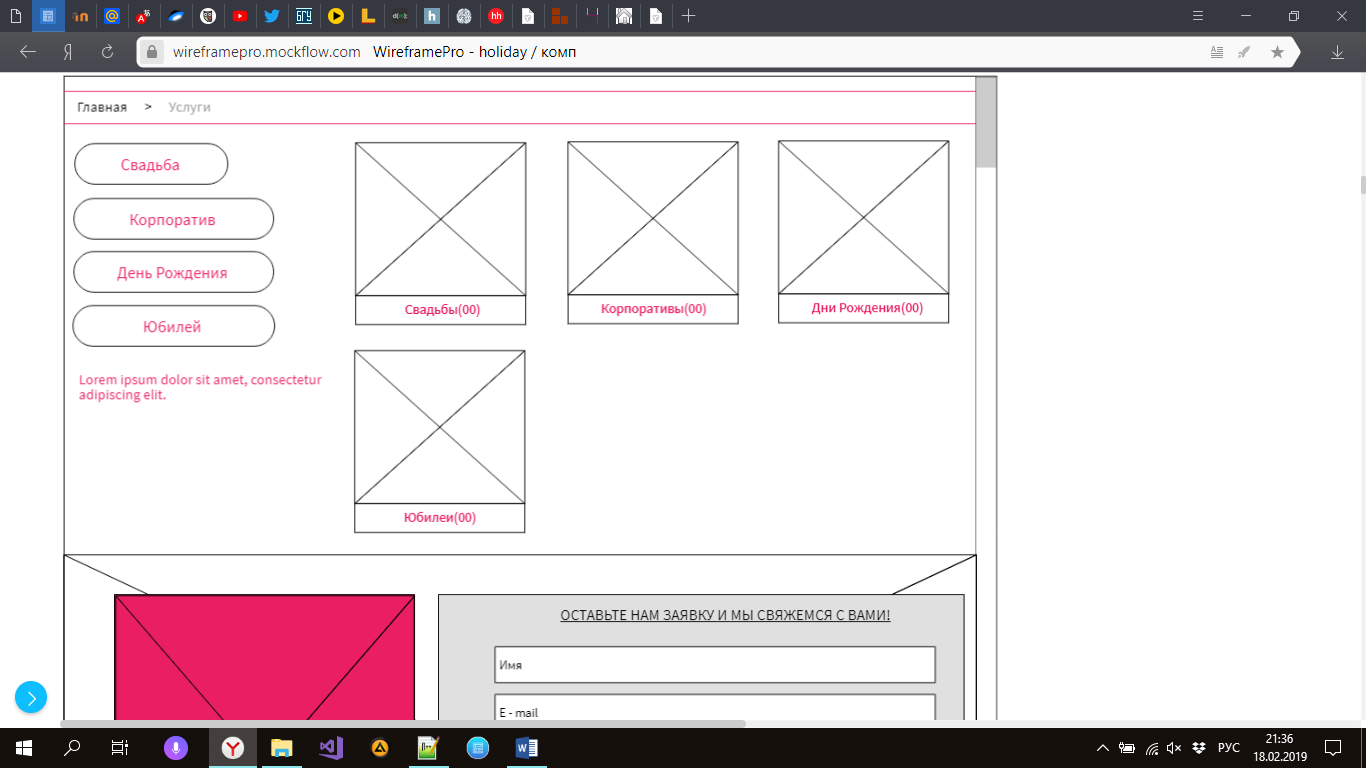 wireframepro.mockflow.com WireframePro - holiday / комп
Главная > Услуги
Свадьба
Корпоратив
День Рождения
Юбилей
Lorem ipsum dolor sit amet, consectetur
adipiscing elit.
Свадьбы(00)
Корпоративы(00)
Дни Рождения(00)
Юбилеи(00)
ОСТАВЬТЕ НАМ ЗАЯВКУ И МЫ СВЯЖЕМСЯ С ВАМИ!
Имя
E - mail
РУС
21:36
18.02.2019